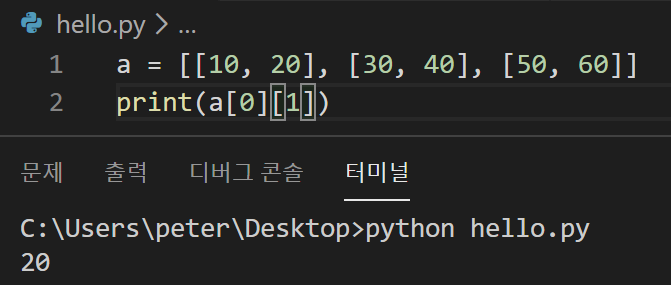 hello.py > ...
1 a = [[10, 20], [30, 40], [50, 60]]
2 print(a[0][1])
문제 출력 디버그 콘솔 터미널
C:\Users\peter\Desktop>python hello.py
20